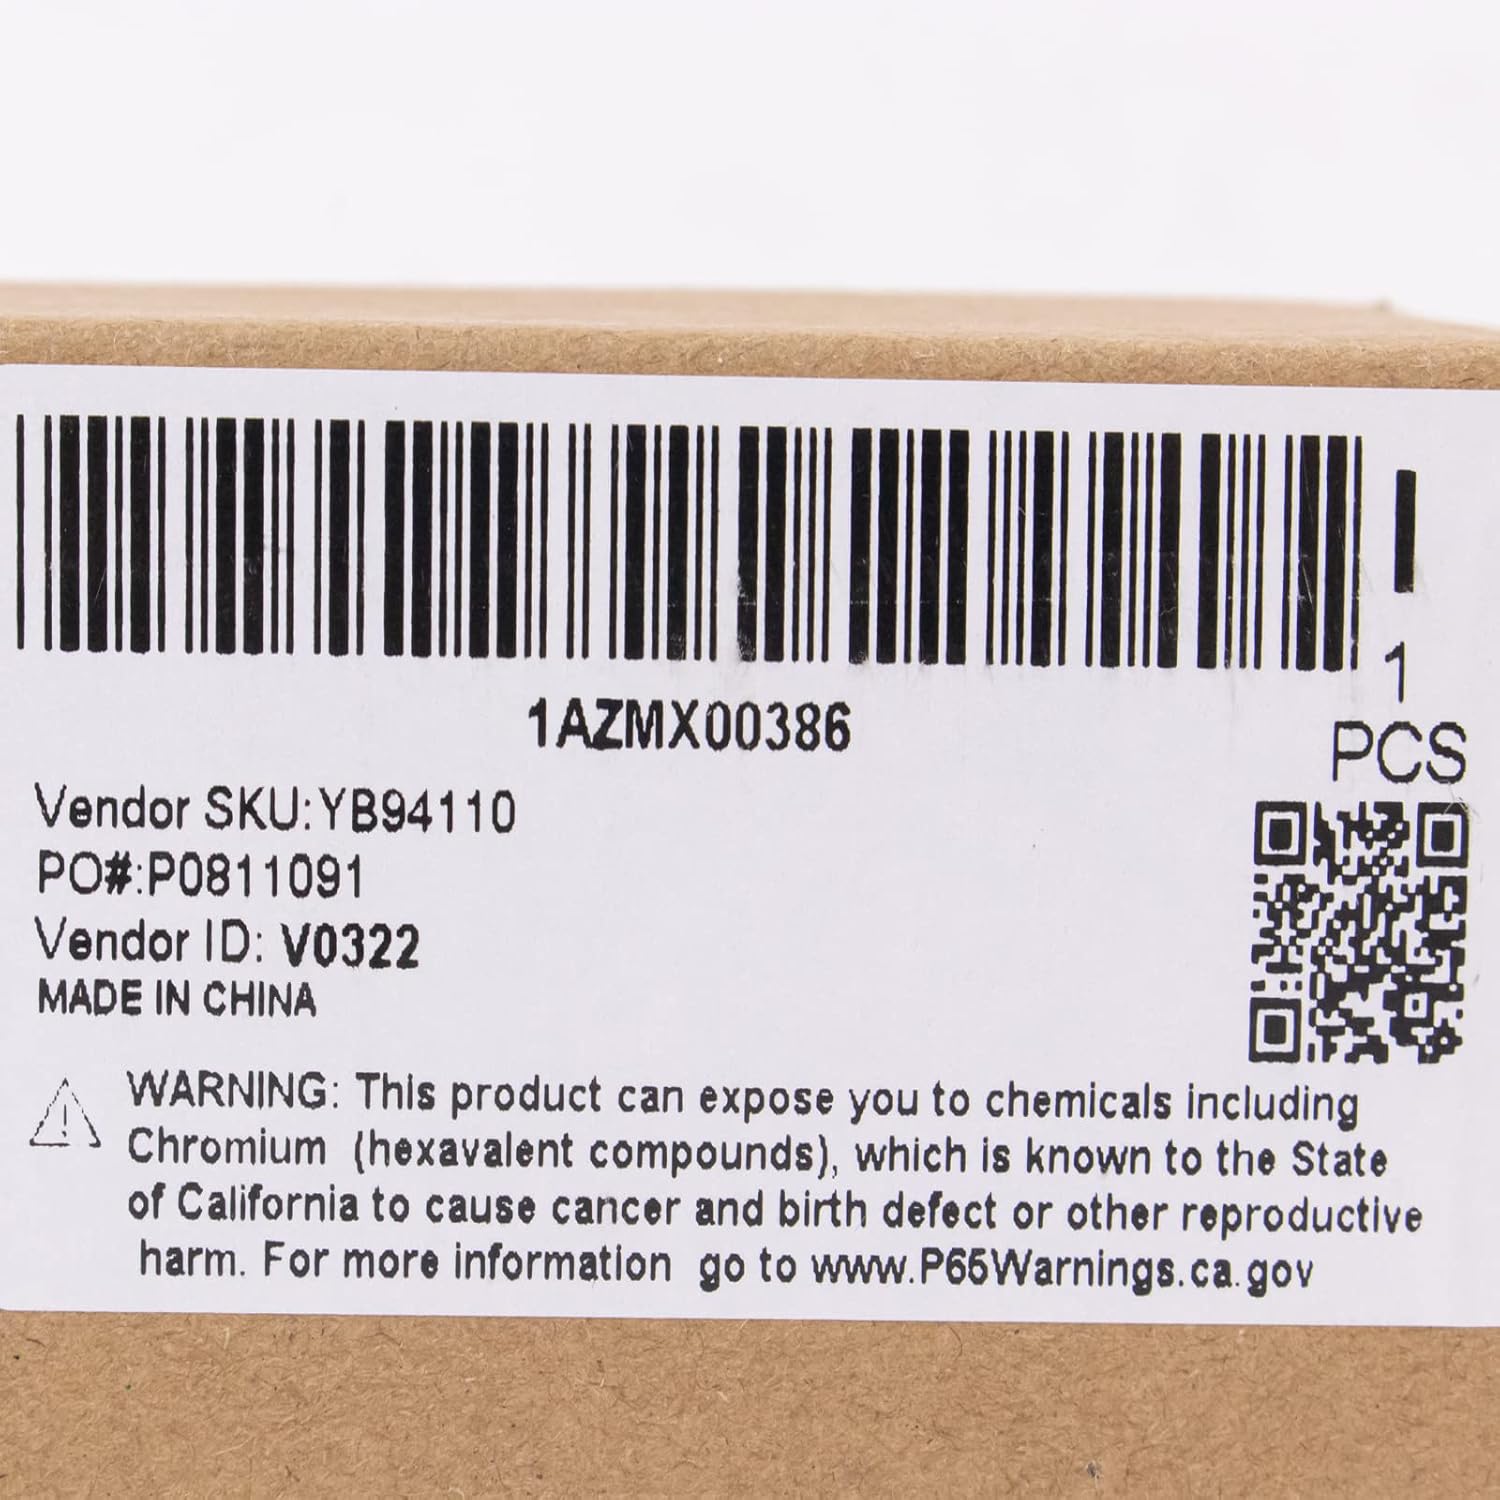 1AZMX00386
1
PCS
Vendor SKU:YB94110
PO#:P0811091
Vendor ID: V0322
MADE IN CHINA
WARNING: This product can expose you to chemicals including
Chromium (hexavalent compounds), which is known to the State
of California to cause cancer and birth defect or other reproductive
harm. For more information go to www.P65Warnings.ca.gov